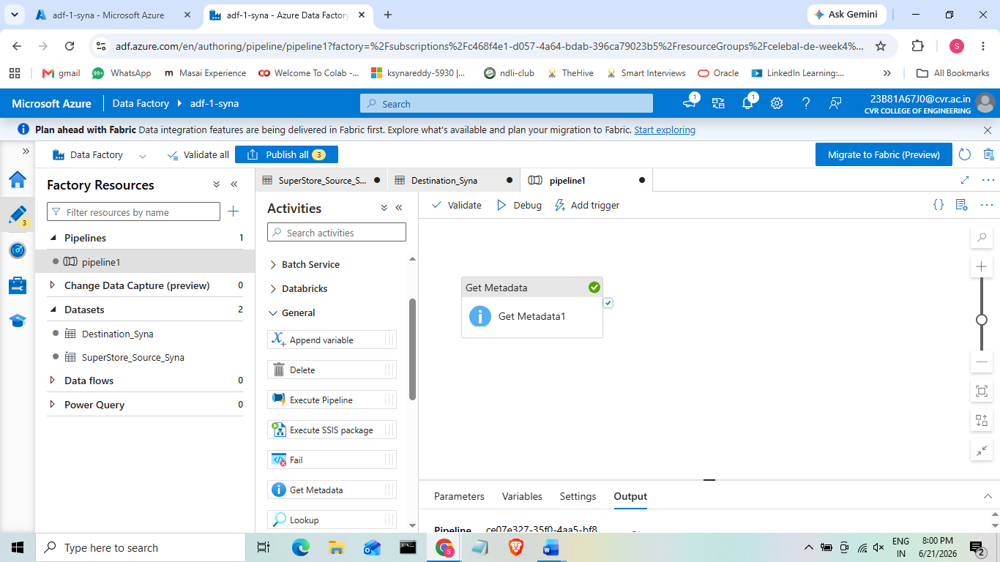 adf-1-syna - Microsoft Azure
adf-1-syna - Azure Data Factory
Ask Gemini
adf.azure.com/en/authoring/pipeline/pipeline1?factory=%2Fsubscriptions%2Fc468f4e1-d057-4a64-bdab-396ca79023b5%2FresourceGroups%2Fcelebal-de-week4%...
S
gmail
99+
WhatsApp
m
Masai Experience
Welcome To Colab -...
ksynareddy-5930 |...
ndli-club
TheHive
Smart Interviews
Oracle
LinkedIn Learning:...
All Bookmarks
Microsoft Azure
Data Factory
adf-1-syna
Search
1
1
23B81A67J0@cvr.ac.in
CVR COLLEGE OF ENGINEERING
Plan ahead with Fabric Data integration features are being delivered in Fabric first. Explore what's available and plan your migration to Fabric. Start exploring
Data Factory
Validate all
Publish all 3
Migrate to Fabric (Preview)
Factory Resources
Filter resources by name
3
Pipelines 1
pipeline1
Change Data Capture (preview) 0
Datasets 2
Destination_Syna
SuperStore_Source_Syna
Data flows 0
Power Query 0
SuperStore_Source_S...
Destination_Syna
pipeline1
Activities
Search activities
Batch Service
Databricks
General
Append variable
Delete
Execute Pipeline
Execute SSIS package
Fail
Get Metadata
Lookup
Validate
Debug
Add trigger
Get Metadata
Get Metadata1
Parameters
Variables
Settings
Output
Pipeline
ce07e327-35f0-4aa5-bf8
Type here to search
S
ENG
IN
8:00 PM
6/21/2026
2